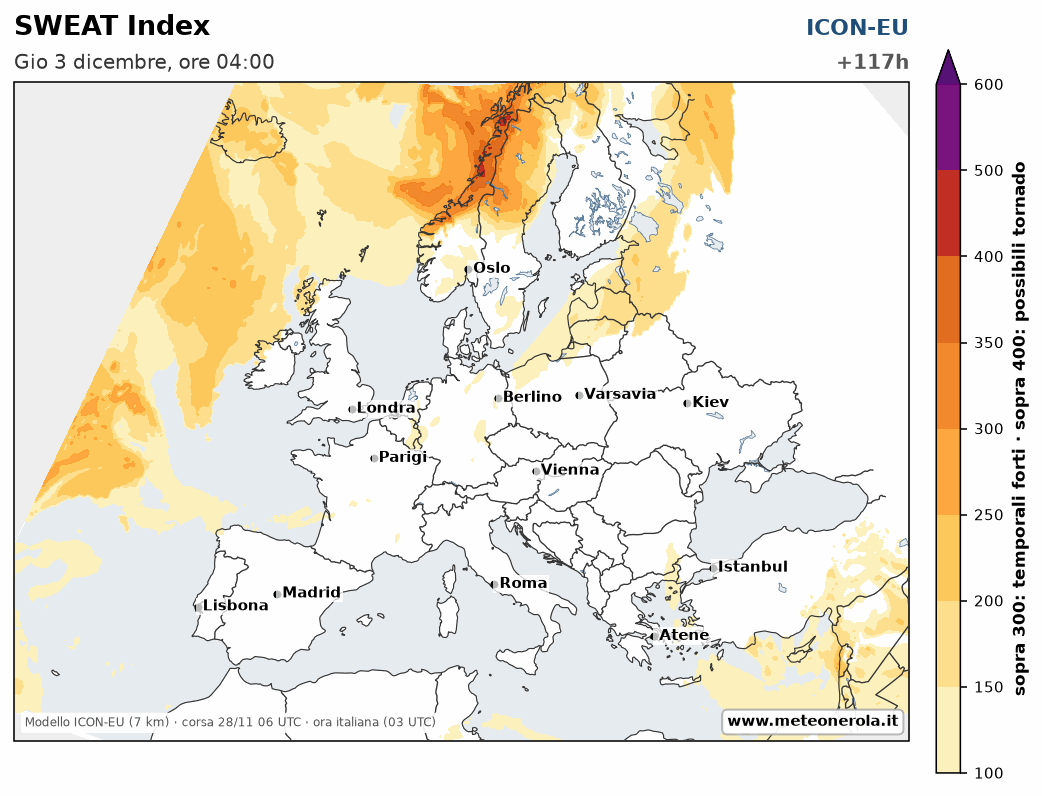 SWEAT Index
ICON-EU
Gio 3 dicembre, ore 04:00
+117h
600
500
400
350
300
250
200
150
100
sopra 300: temporali forti · sopra 400: possibili tornado
Oslo
Londra
Berlino
Varsavia
Kiev
Parigi
Vienna
Istanbul
Roma
Madrid
Lisbona
Atene
Modello ICON-EU (7 km) · corsa 28/11 06 UTC · ora italiana (03 UTC)
www.meteonerola.it